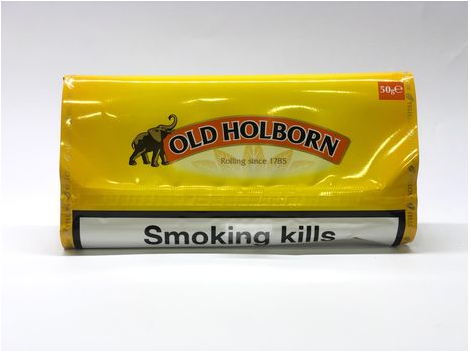 50g℮
OLD HOLBORN
Rolling since 1785
Smoking kills